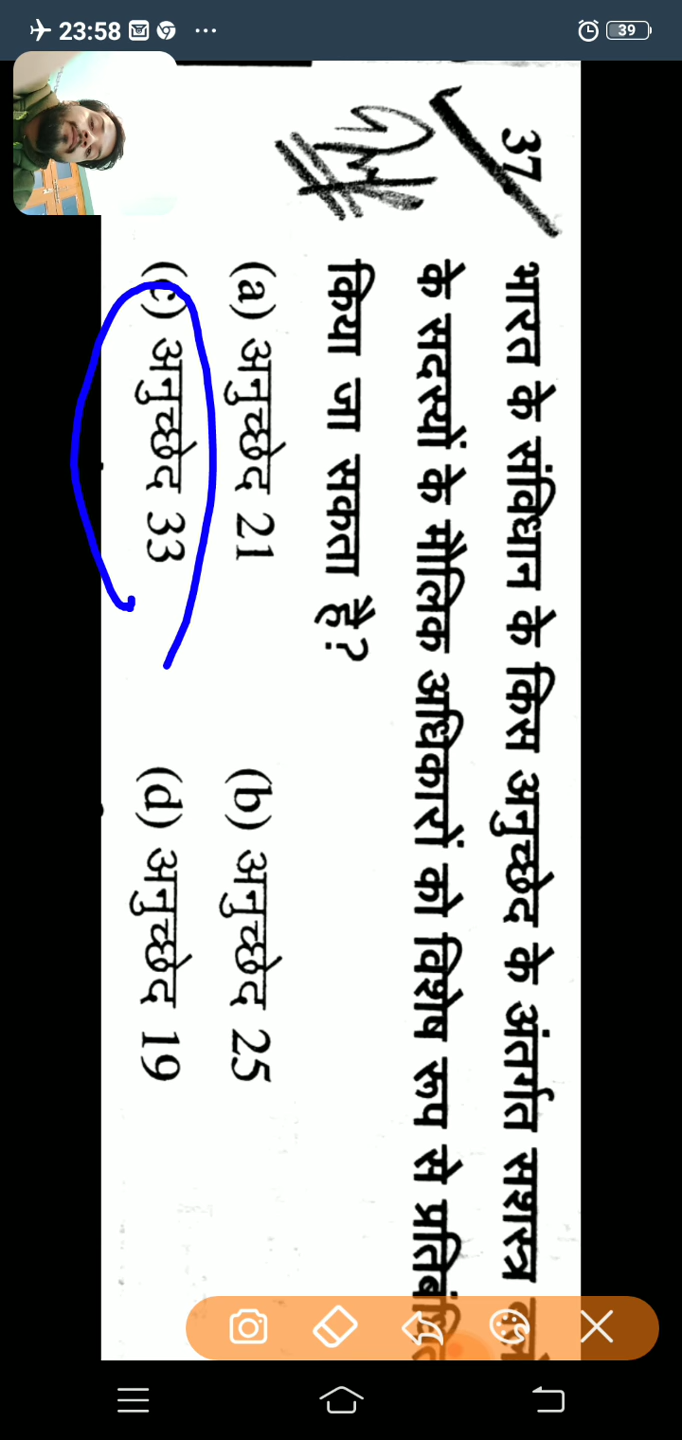 23:58
39
37.
भारत के संविधान के किस अनुच्छेद के अंतर्गत सशस्त्र
के सदस्यों के मौलिक अधिकारों को विशेष रूप से प्रतिबंधित
किया जा सकता है?
(a) अनुच्छेद 21 (b) अनुच्छेद 25
(c) अनुच्छेद 33 (d) अनुच्छेद 19